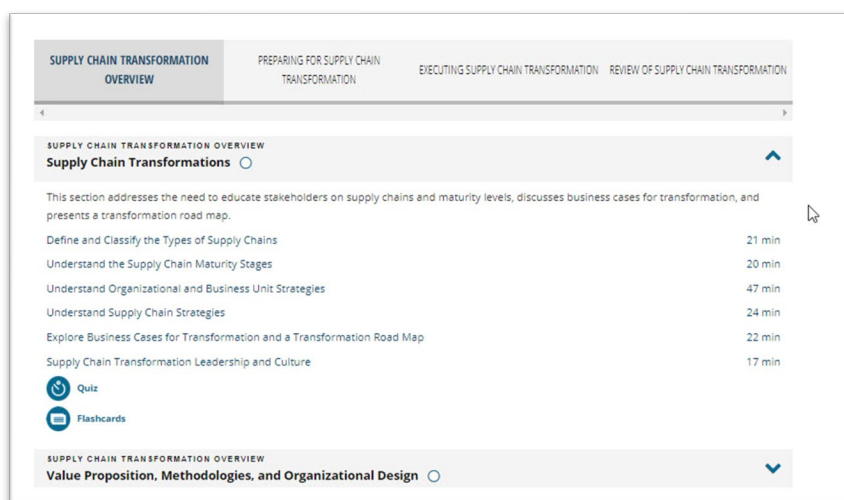 SUPPLY CHAIN TRANSFORMATION
OVERVIEW
PREPARING FOR SUPPLY CHAIN
TRANSFORMATION
EXECUTING SUPPLY CHAIN TRANSFORMATION
REVIEW OF SUPPLY CHAIN TRANSFORMATION
SUPPLY CHAIN TRANSFORMATION OVERVIEW
Supply Chain Transformations
This section addresses the need to educate stakeholders on supply chains and maturity levels, discusses business cases for transformation, and
presents a transformation road map.
Define and Classify the Types of Supply Chains 21 min
Understand the Supply Chain Maturity Stages 20 min
Understand Organizational and Business Unit Strategies 47 min
Understand Supply Chain Strategies 24 min
Explore Business Cases for Transformation and a Transformation Road Map 22 min
Supply Chain Transformation Leadership and Culture 17 min
Quiz
Flashcards
SUPPLY CHAIN TRANSFORMATION OVERVIEW
Value Proposition, Methodologies, and Organizational Design